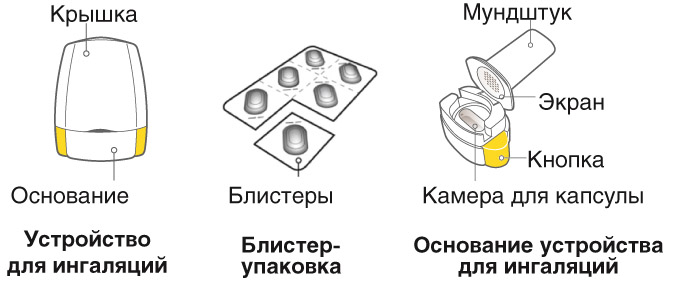 Крышка
Мундштук
Экран
Кнопка
Основание
Блистеры
Камера для капсулы
Устройство
для ингаляций
Блистер-
упаковка
Основание устройства
для ингаляций